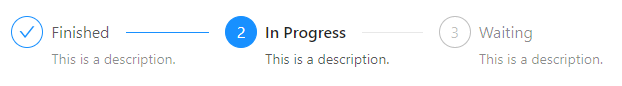 Finished
2 In Progress
3 Waiting
This is a description.
This is a description.
This is a description.